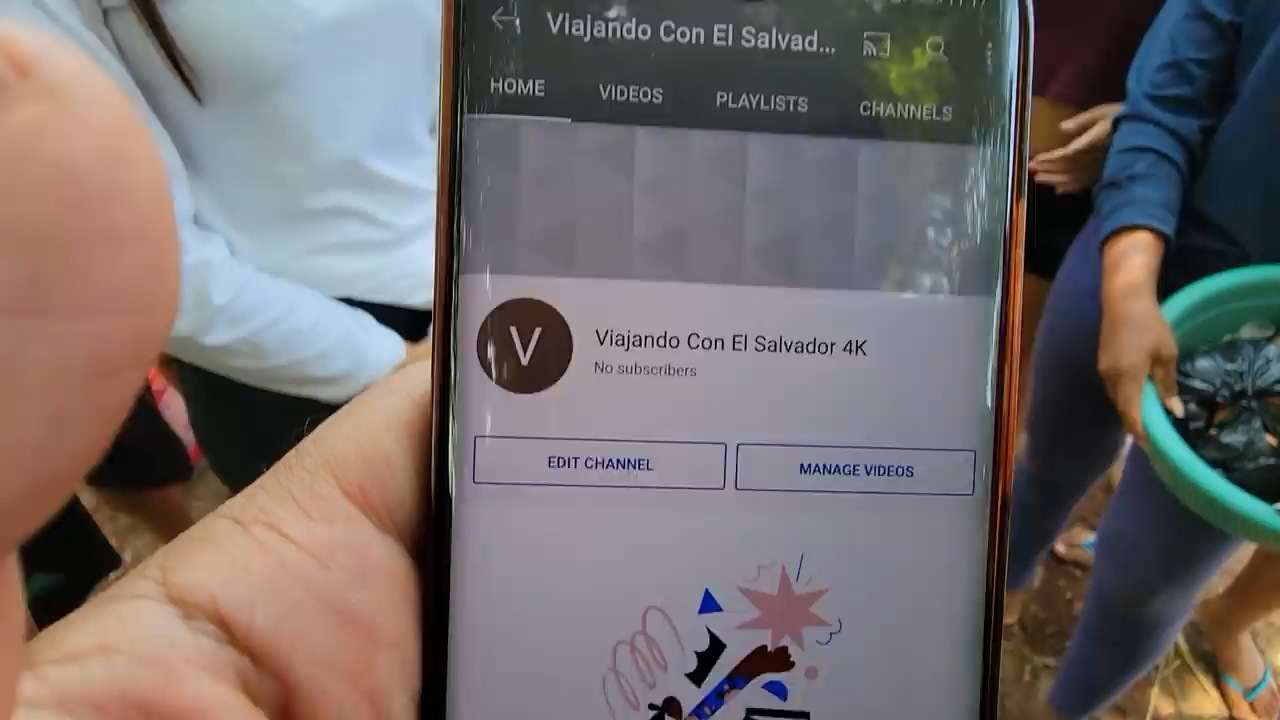 Viajando Con El Salvad...
HOME VIDEOS PLAYLISTS CHANNELS
V
Viajando Con El Salvador 4K
No subscribers
EDIT CHANNEL MANAGE VIDEOS